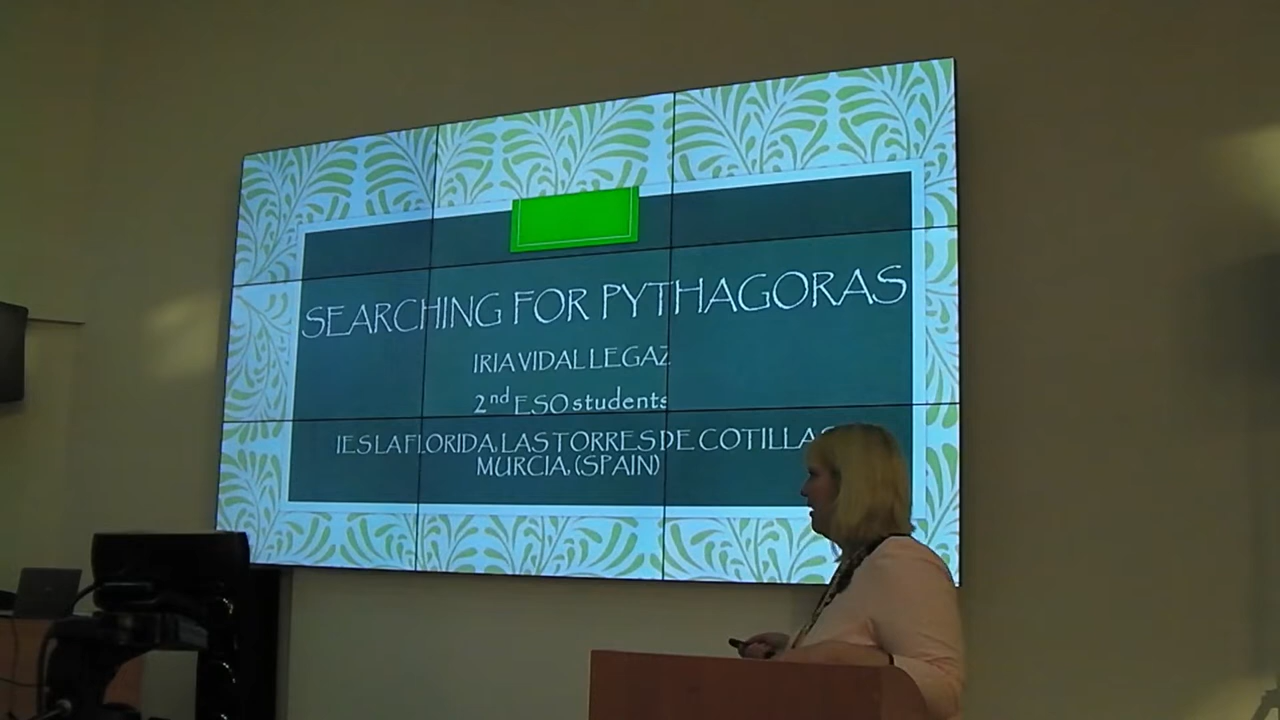 SEARCHING FOR PYTHAGORAS
IRIA VIDAL LEGAZ
2nd ESO students
IES LA FLORIDA, LAS TORRES DE COTILLAS
MURCIA, (SPAIN)